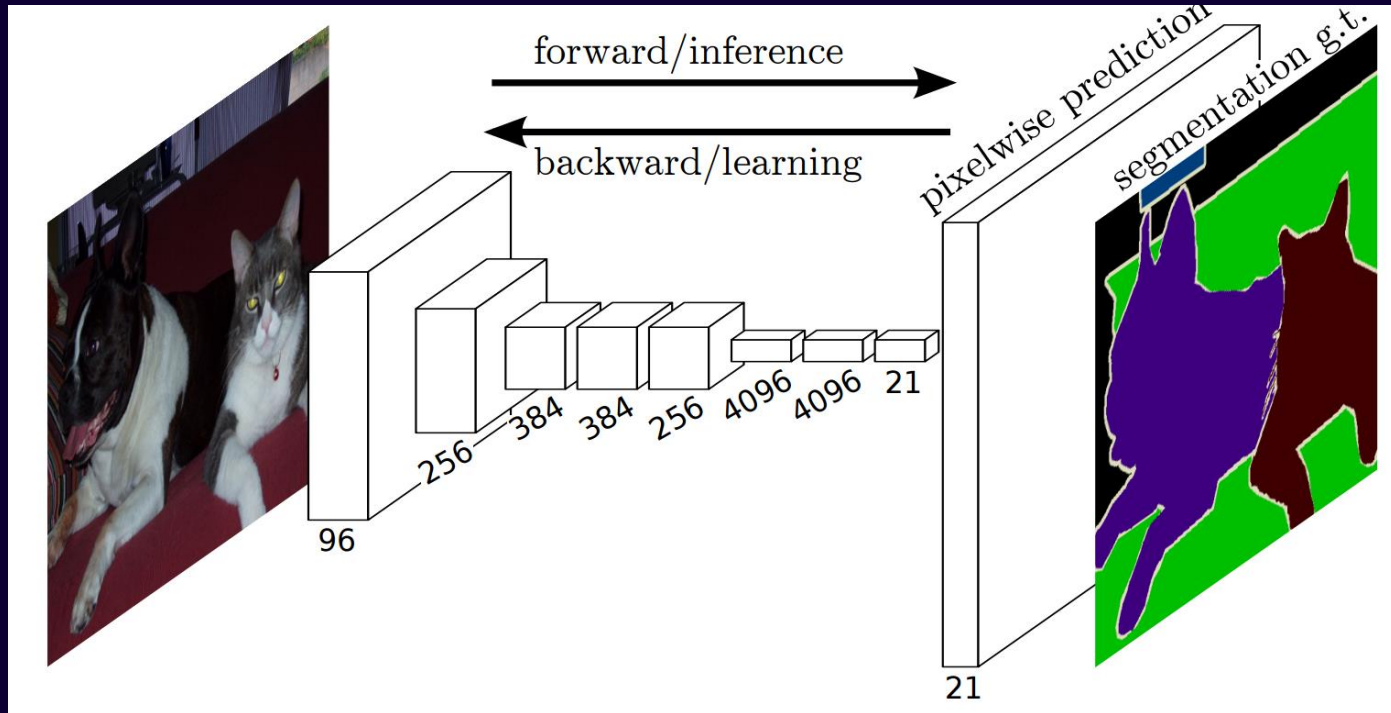 forward/inference
backward/learning
pixelwise prediction
segmentation g.t.
96
256
384
384
256
4096
4096
21
21